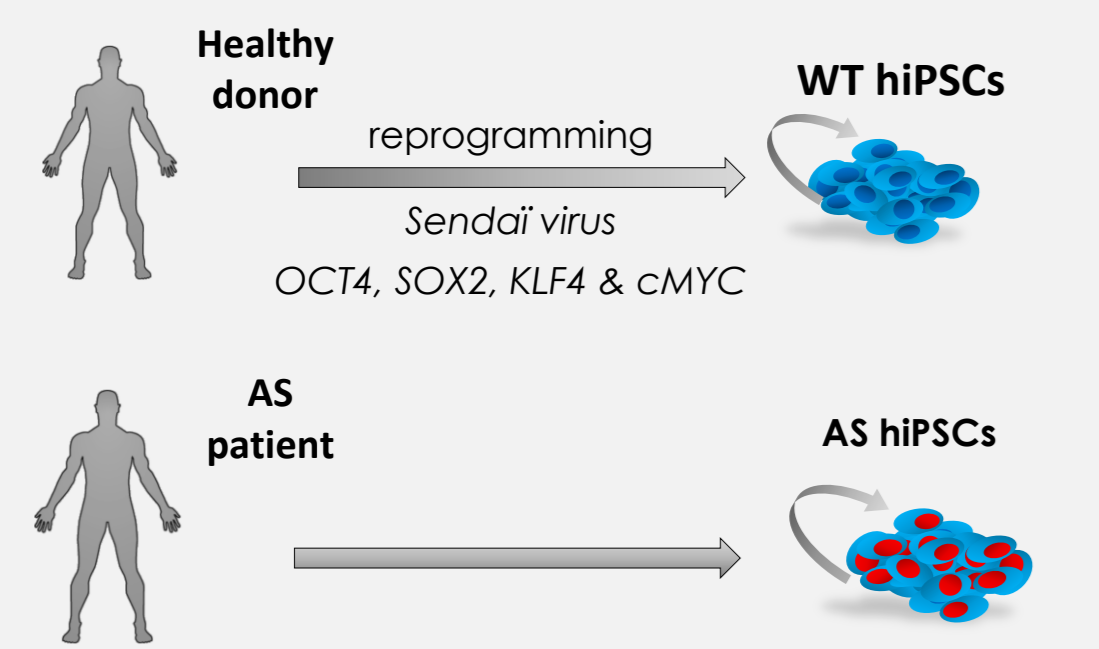 Healthy
donor
WT hiPSCs
reprogramming
Sendaï virus
OCT4, SOX2, KLF4 & cMYC
AS
patient
AS hiPSCs